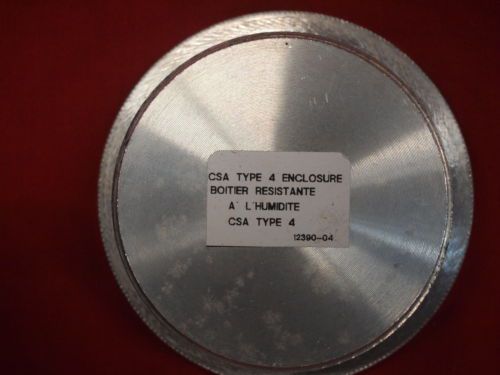 CSA TYPE 4 ENCLOSURE
BOITIER RESISTANTE
A' L'HUMIDITE
CSA TYPE 4
12390-04